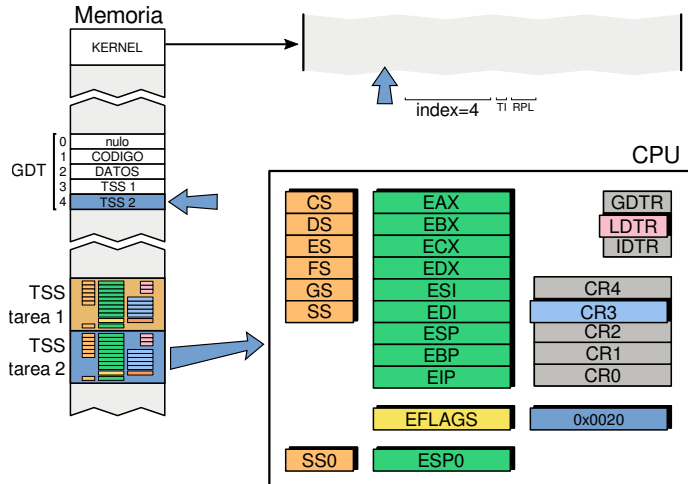 Memoria
KERNEL
index=4 TI RPL
GDT
0 nulo
1 CODIGO
2 DATOS
3 TSS 1
4 TSS 2
TSS
tarea 1
TSS
tarea 2
CPU
CS
DS
ES
FS
GS
SS
EAX
EBX
ECX
EDX
ESI
EDI
ESP
EBP
EIP
GDTR
LDTR
IDTR
CR4
CR3
CR2
CR1
CR0
EFLAGS
0x0020
SS0
ESP0